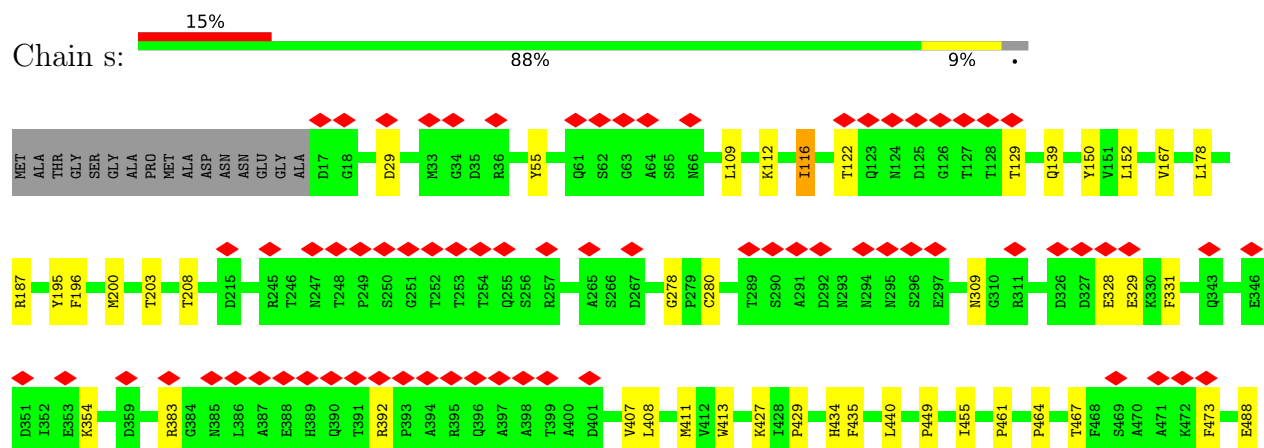 15%
Chain s:
88%
9%
•
MET ALA THR GLY SER GLY ALA PRO MET ALA ASP ASN ASN GLU GLY ALA D17 G18 D29 M33 G34 D35 R36 Y55 Q61 S62 G63 A64 S65 N66 L109 K112 I116 T122 Q123 N124 D125 G126 T127 T128 T129 Q139 Y150 V151 L152 V167 L178
R187 Y195 F196 M200 T203 T208 D215 R245 T246 N247 T248 P249 S250 G251 T252 T253 T254 Q255 S256 R257 A265 S266 D267 G278 P279 C280 T289 S290 A291 D292 N293 N294 N295 S296 E297 N309 G310 R311 D326 D327 E328 E329 K330 F331 Q343 E346
D351 I352 E353 K354 D359 R383 G384 N385 L386 A387 E388 H389 Q390 T391 R392 P393 A394 R395 Q396 A397 A398 T399 A400 D401 V407 L408 M411 V412 W413 K427 I428 P429 H434 F435 L440 P449 I455 P461 P464 T467 F468 S469 A470 A471 K472 F473 E488